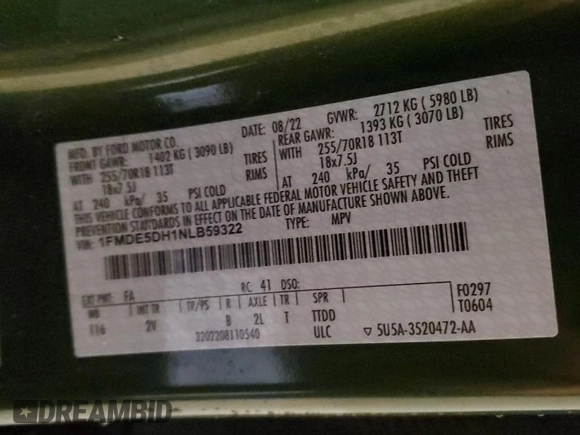 MFD. BY FORD MOTOR CO.
DATE: 08/22 GVWR: 2712 KG ( 5980 LB)
FRONT GAWR: 1402 KG ( 3090 LB) REAR GAWR: 1393 KG ( 3070 LB)
WITH 255/70R18 113T TIRES WITH 255/70R18 113T TIRES
18x7.5J RIMS 18x7.5J RIMS
AT 240 kPa/ 35 PSI COLD AT 240 kPa/ 35 PSI COLD
THIS VEHICLE CONFORMS TO ALL APPLICABLE FEDERAL MOTOR VEHICLE SAFETY AND THEFT
PREVENTION STANDARDS IN EFFECT ON THE DATE OF MANUFACTURE SHOWN ABOVE.
VIN: 1FMDE5DH1NLB59322 TYPE: MPV
EXT PNT: FA RC: 41 DSO: F0297
WB INT TR TP/PS R AXLE TR SPR T0604
116 2V B 2L T TTDD
3202208110540 ULC ▽ 5U5A-3520472-AA
DREAMBID